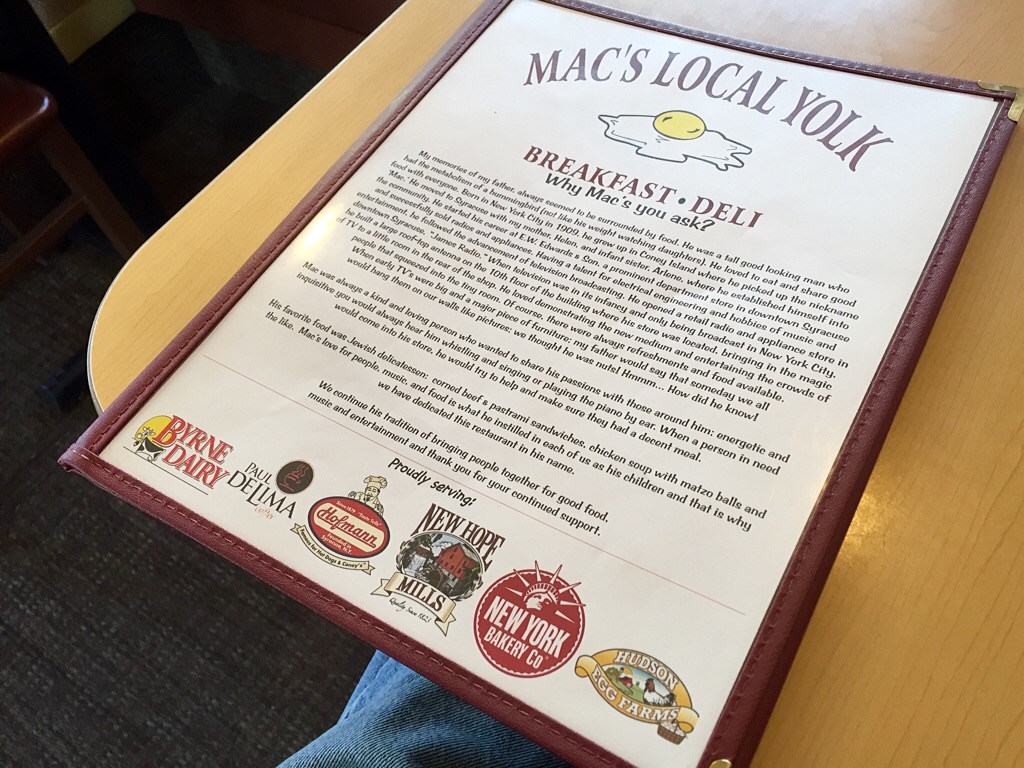 MAC'S LOCAL YOLK
BREAKFAST • DELI
Why Mac's you ask?
My memories of my father, always seemed to be surrounded by food. He was a tall good looking man who
had the metabolism of a hummingbird (not like his weight watching daughters). He loved to eat and share good
food with everyone. Born in New York City in 1909, he grew up in Coney Island where he picked up the nickname
"Mac." He moved to Syracuse with my mother, Helen, and infant sister, Arlene, where he established himself into
the community. He started his career at E.W. Edwards & Son, a prominent department store in downtown Syracuse
and successfully sold radios and appliances. Having a talent for electrical engineering and hobbies of music and
entertainment, he followed the advancement of television broadcasting. He opened a retail radio and appliance store in
downtown Syracuse, "James Radio." When television was in its infancy and only being broadcast in New York City,
he built a large roof-top antenna on the 10th floor of the building where his store was located, bringing in the magic
of TV to a little room in the rear of the shop. He loved demonstrating the new medium and entertaining the crowds of
people that squeezed into the tiny room. Of course, there were always refreshments and food available.
When early TV's were big and a major piece of furniture; my father would say that someday we all
would hang them on our walls like pictures; we thought he was nuts! Hmmm... How did he know!
Mac was always a kind and loving person who wanted to share his passions with those around him: energetic and
inquisitive you would always hear him whistling and singing or playing the piano by ear. When a person in need
would come into his store, he would try to help and make sure they had a decent meal.
His favorite food was Jewish delicatessen: corned beef & pastrami sandwiches, chicken soup with matzo balls and
the like. Mac's love for people, music, and food is what he instilled in each of us as his children and that is why
we have dedicated this restaurant in his name.
We continue his tradition of bringing people together for good food,
music and entertainment and thank you for your continued support.
Proudly serving!
BYRNE
DAIRY
PAUL
DELIMA
COFFEE
Since 1879 "Taste Tells"
Hofmann
Founded in
Syracuse, N.Y.
Famous for Hot Dogs & Coney's
NEW HOPE
MILLS
Quality Since 1823
NEW YORK
BAKERY CO
HUDSON
EGG FARMS